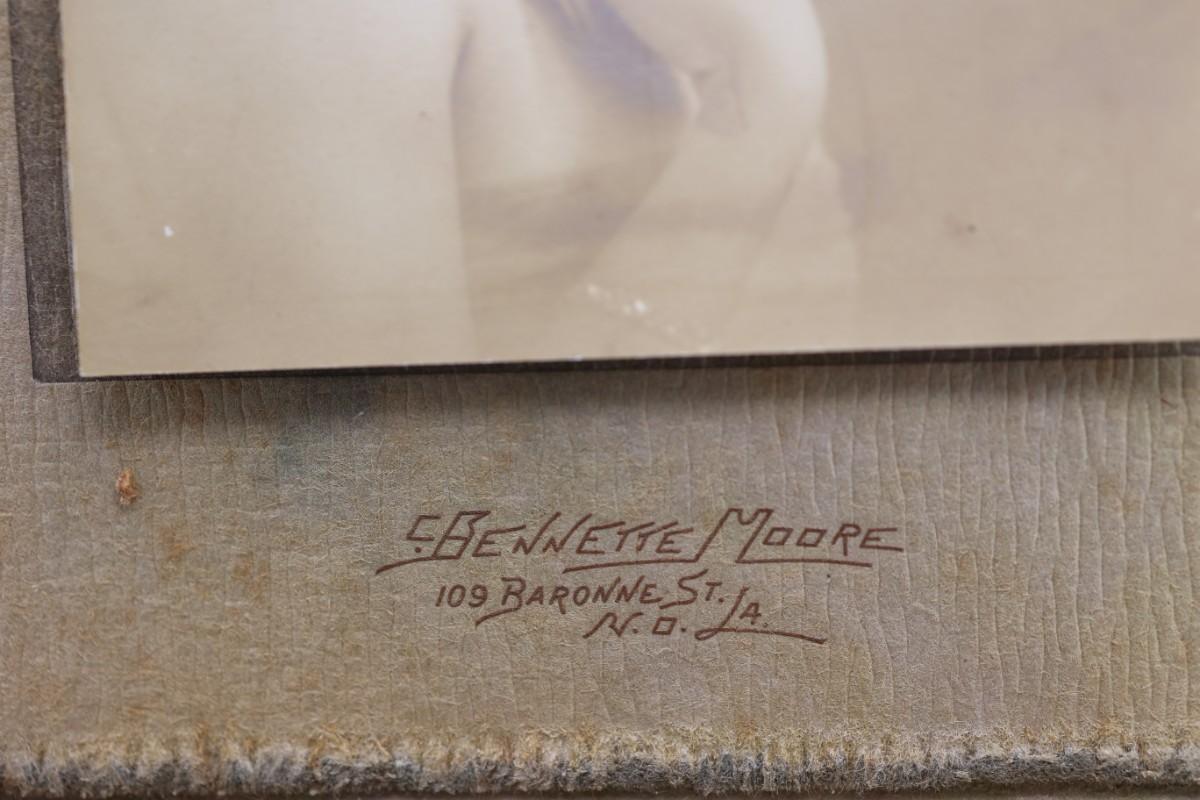 C. BENNETTE MOORE
109 BARONNE ST.
N.O. LA.